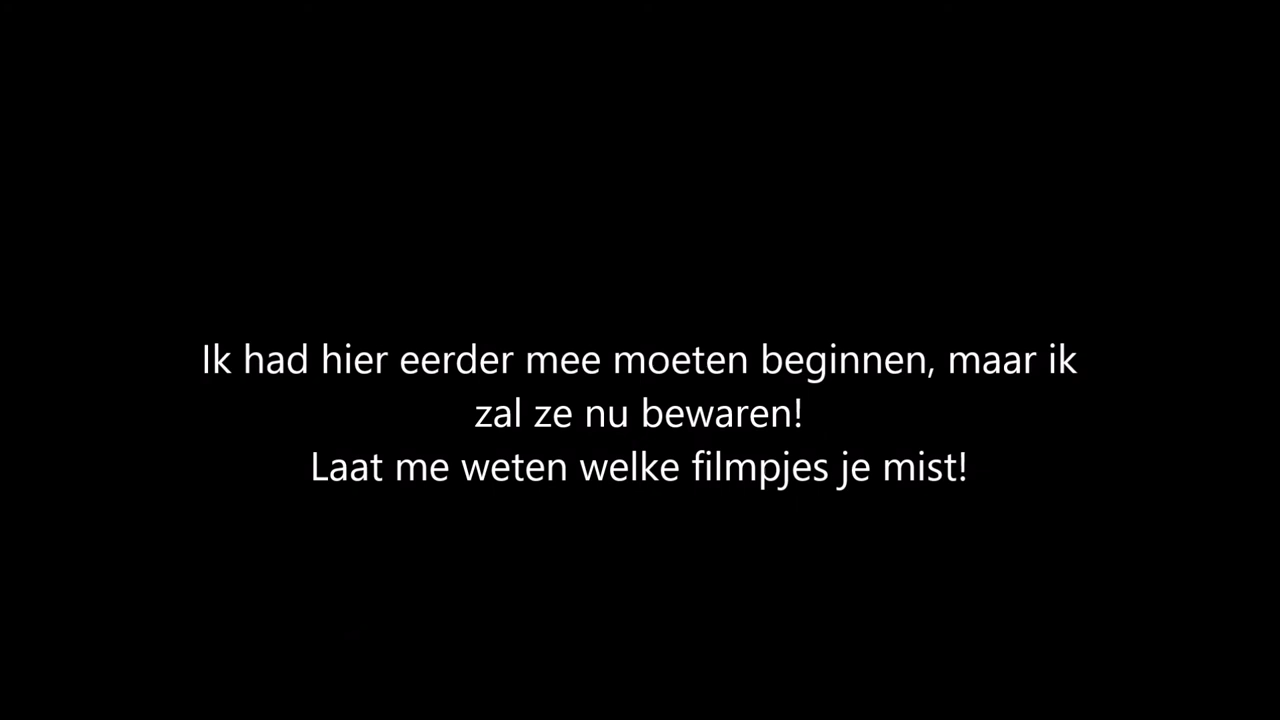 Ik had hier eerder mee moeten beginnen, maar ik
zal ze nu bewaren!
Laat me weten welke filmpjes je mist!